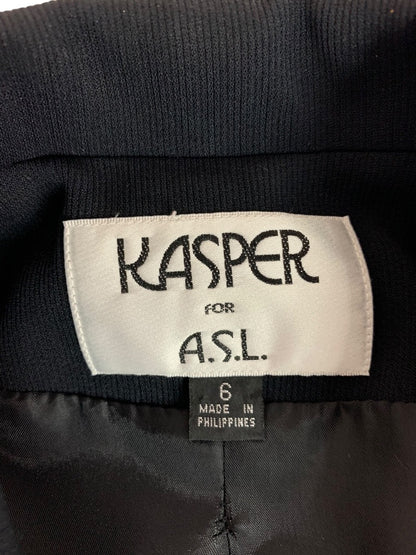 KASPER
FOR
A.S.L.
6
MADE IN
PHILIPPINES